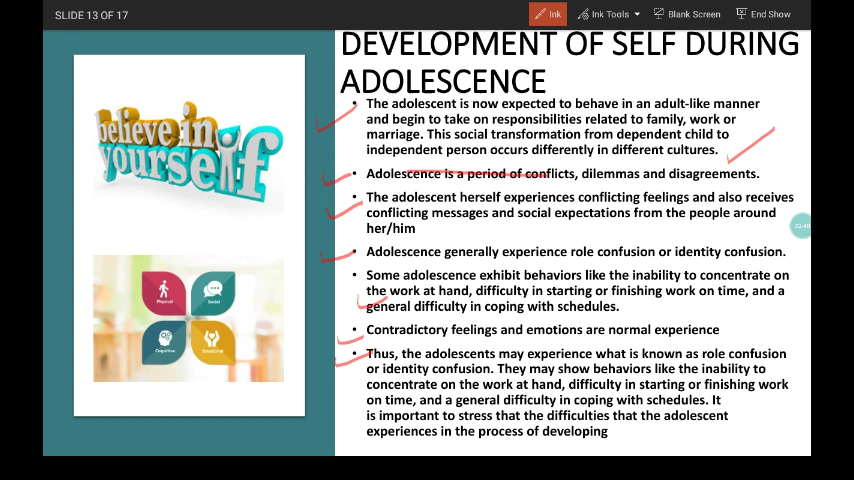 SLIDE 13 OF 17
Ink
Ink Tools
Blank Screen
End Show
believe in
yourself
Physical
Social
Cognitive
Emotional
DEVELOPMENT OF SELF DURING
ADOLESCENCE
• The adolescent is now expected to behave in an adult-like manner
and begin to take on responsibilities related to family, work or
marriage. This social transformation from dependent child to
independent person occurs differently in different cultures.
• Adolescence is a period of conflicts, dilemmas and disagreements.
• The adolescent herself experiences conflicting feelings and also receives
conflicting messages and social expectations from the people around
her/him
• Adolescence generally experience role confusion or identity confusion.
• Some adolescence exhibit behaviors like the inability to concentrate on
the work at hand, difficulty in starting or finishing work on time, and a
general difficulty in coping with schedules.
• Contradictory feelings and emotions are normal experience
• Thus, the adolescents may experience what is known as role confusion
or identity confusion. They may show behaviors like the inability to
concentrate on the work at hand, difficulty in starting or finishing work
on time, and a general difficulty in coping with schedules. It
is important to stress that the difficulties that the adolescent
experiences in the process of developing